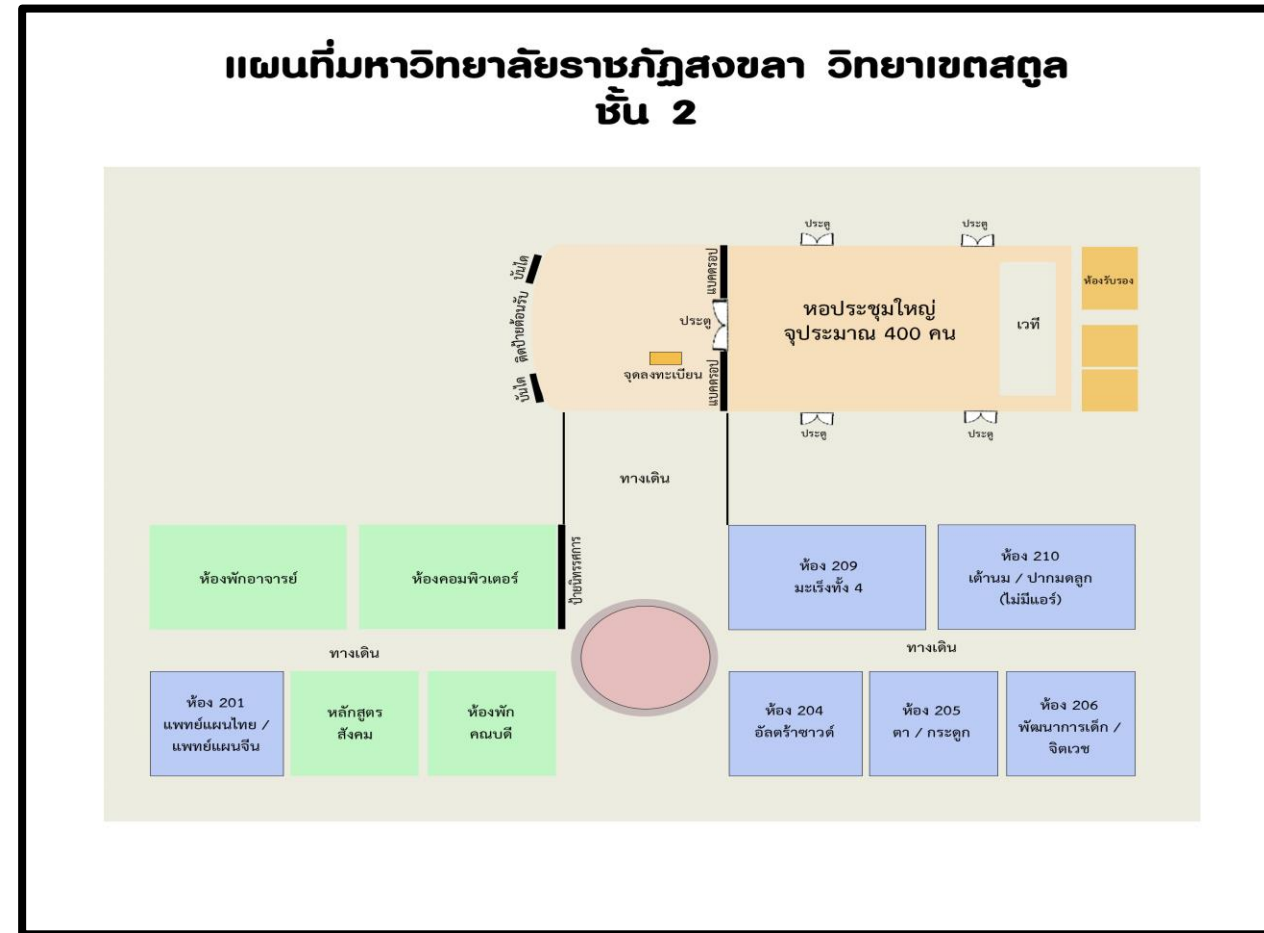 แผนที่มหาวิทยาลัยราชภัฏสงขลา วิทยาเขตสตูล
ชั้น 2
ประตู
ประตู
บันได
ติดป้ายต้อนรับ
บันได
แบคดรอป
ประตู
จุดลงทะเบียน
แบคดรอป
หอประชุมใหญ่
จุประมาณ 400 คน
เวที
ห้องรับรอง
ประตู
ประตู
ทางเดิน
ห้องพักอาจารย์
ห้องคอมพิวเตอร์
ป้ายนิทรรศการ
ห้อง 209
มะเร็งทั้ง 4
ห้อง 210
เต้านม / ปากมดลูก
(ไม่มีแอร์)
ทางเดิน
ทางเดิน
ห้อง 201
แพทย์แผนไทย /
แพทย์แผนจีน
หลักสูตร
สังคม
ห้องพัก
คณบดี
ห้อง 204
อัลตร้าซาวด์
ห้อง 205
ตา / กระดูก
ห้อง 206
พัฒนาการเด็ก /
จิตเวช